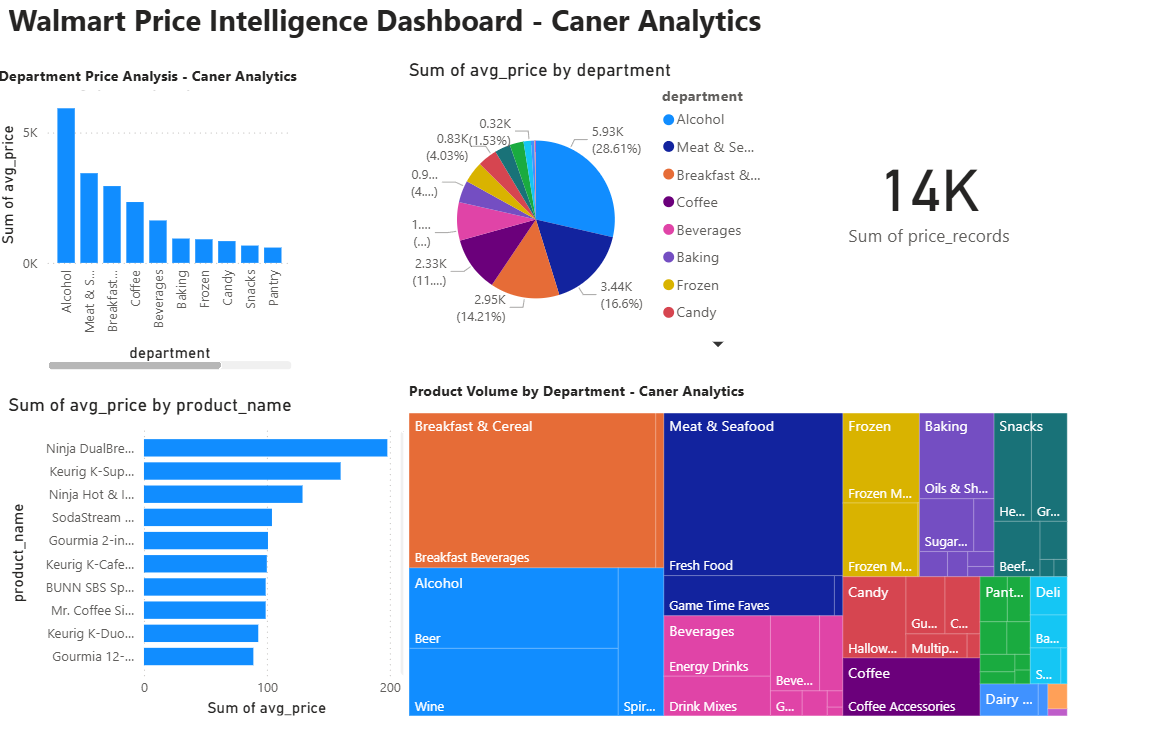 Walmart Price Intelligence Dashboard - Caner Analytics
Department Price Analysis - Caner Analytics
Sum of avg_price
5K
0K
Alcohol
Meat & S...
Breakfast...
Coffee
Beverages
Baking
Frozen
Candy
Snacks
Pantry
department
Sum of avg_price by department
5.93K
(28.61%)
3.44K
(16.6%)
2.95K
(14.21%)
2.33K
(11....)
1....
(...)
0.9...
(4....)
0.83K
(4.03%)
0.32K
(1.53%)
department
Alcohol
Meat & Se...
Breakfast &...
Coffee
Beverages
Baking
Frozen
Candy
14K
Sum of price_records
Sum of avg_price by product_name
product_name
Ninja DualBre...
Keurig K-Sup...
Ninja Hot & I...
SodaStream ...
Gourmia 2-in...
Keurig K-Cafe...
BUNN SBS Sp...
Mr. Coffee Si...
Keurig K-Duo...
Gourmia 12-...
0
100
200
Sum of avg_price
Product Volume by Department - Caner Analytics
Breakfast & Cereal
Breakfast Beverages
Alcohol
Beer
Wine
Spir...
Meat & Seafood
Fresh Food
Game Time Faves
Beverages
Energy Drinks
Drink Mixes
Beve...
G...
Frozen
Frozen M...
Frozen M...
Baking
Oils & Sh...
Sugar...
Snacks
He...
Gr...
Beef...
Candy
Hallow...
Gu...
C...
Multip...
Coffee
Coffee Accessories
Pant...
Deli
Ba...
S...
Dairy ...